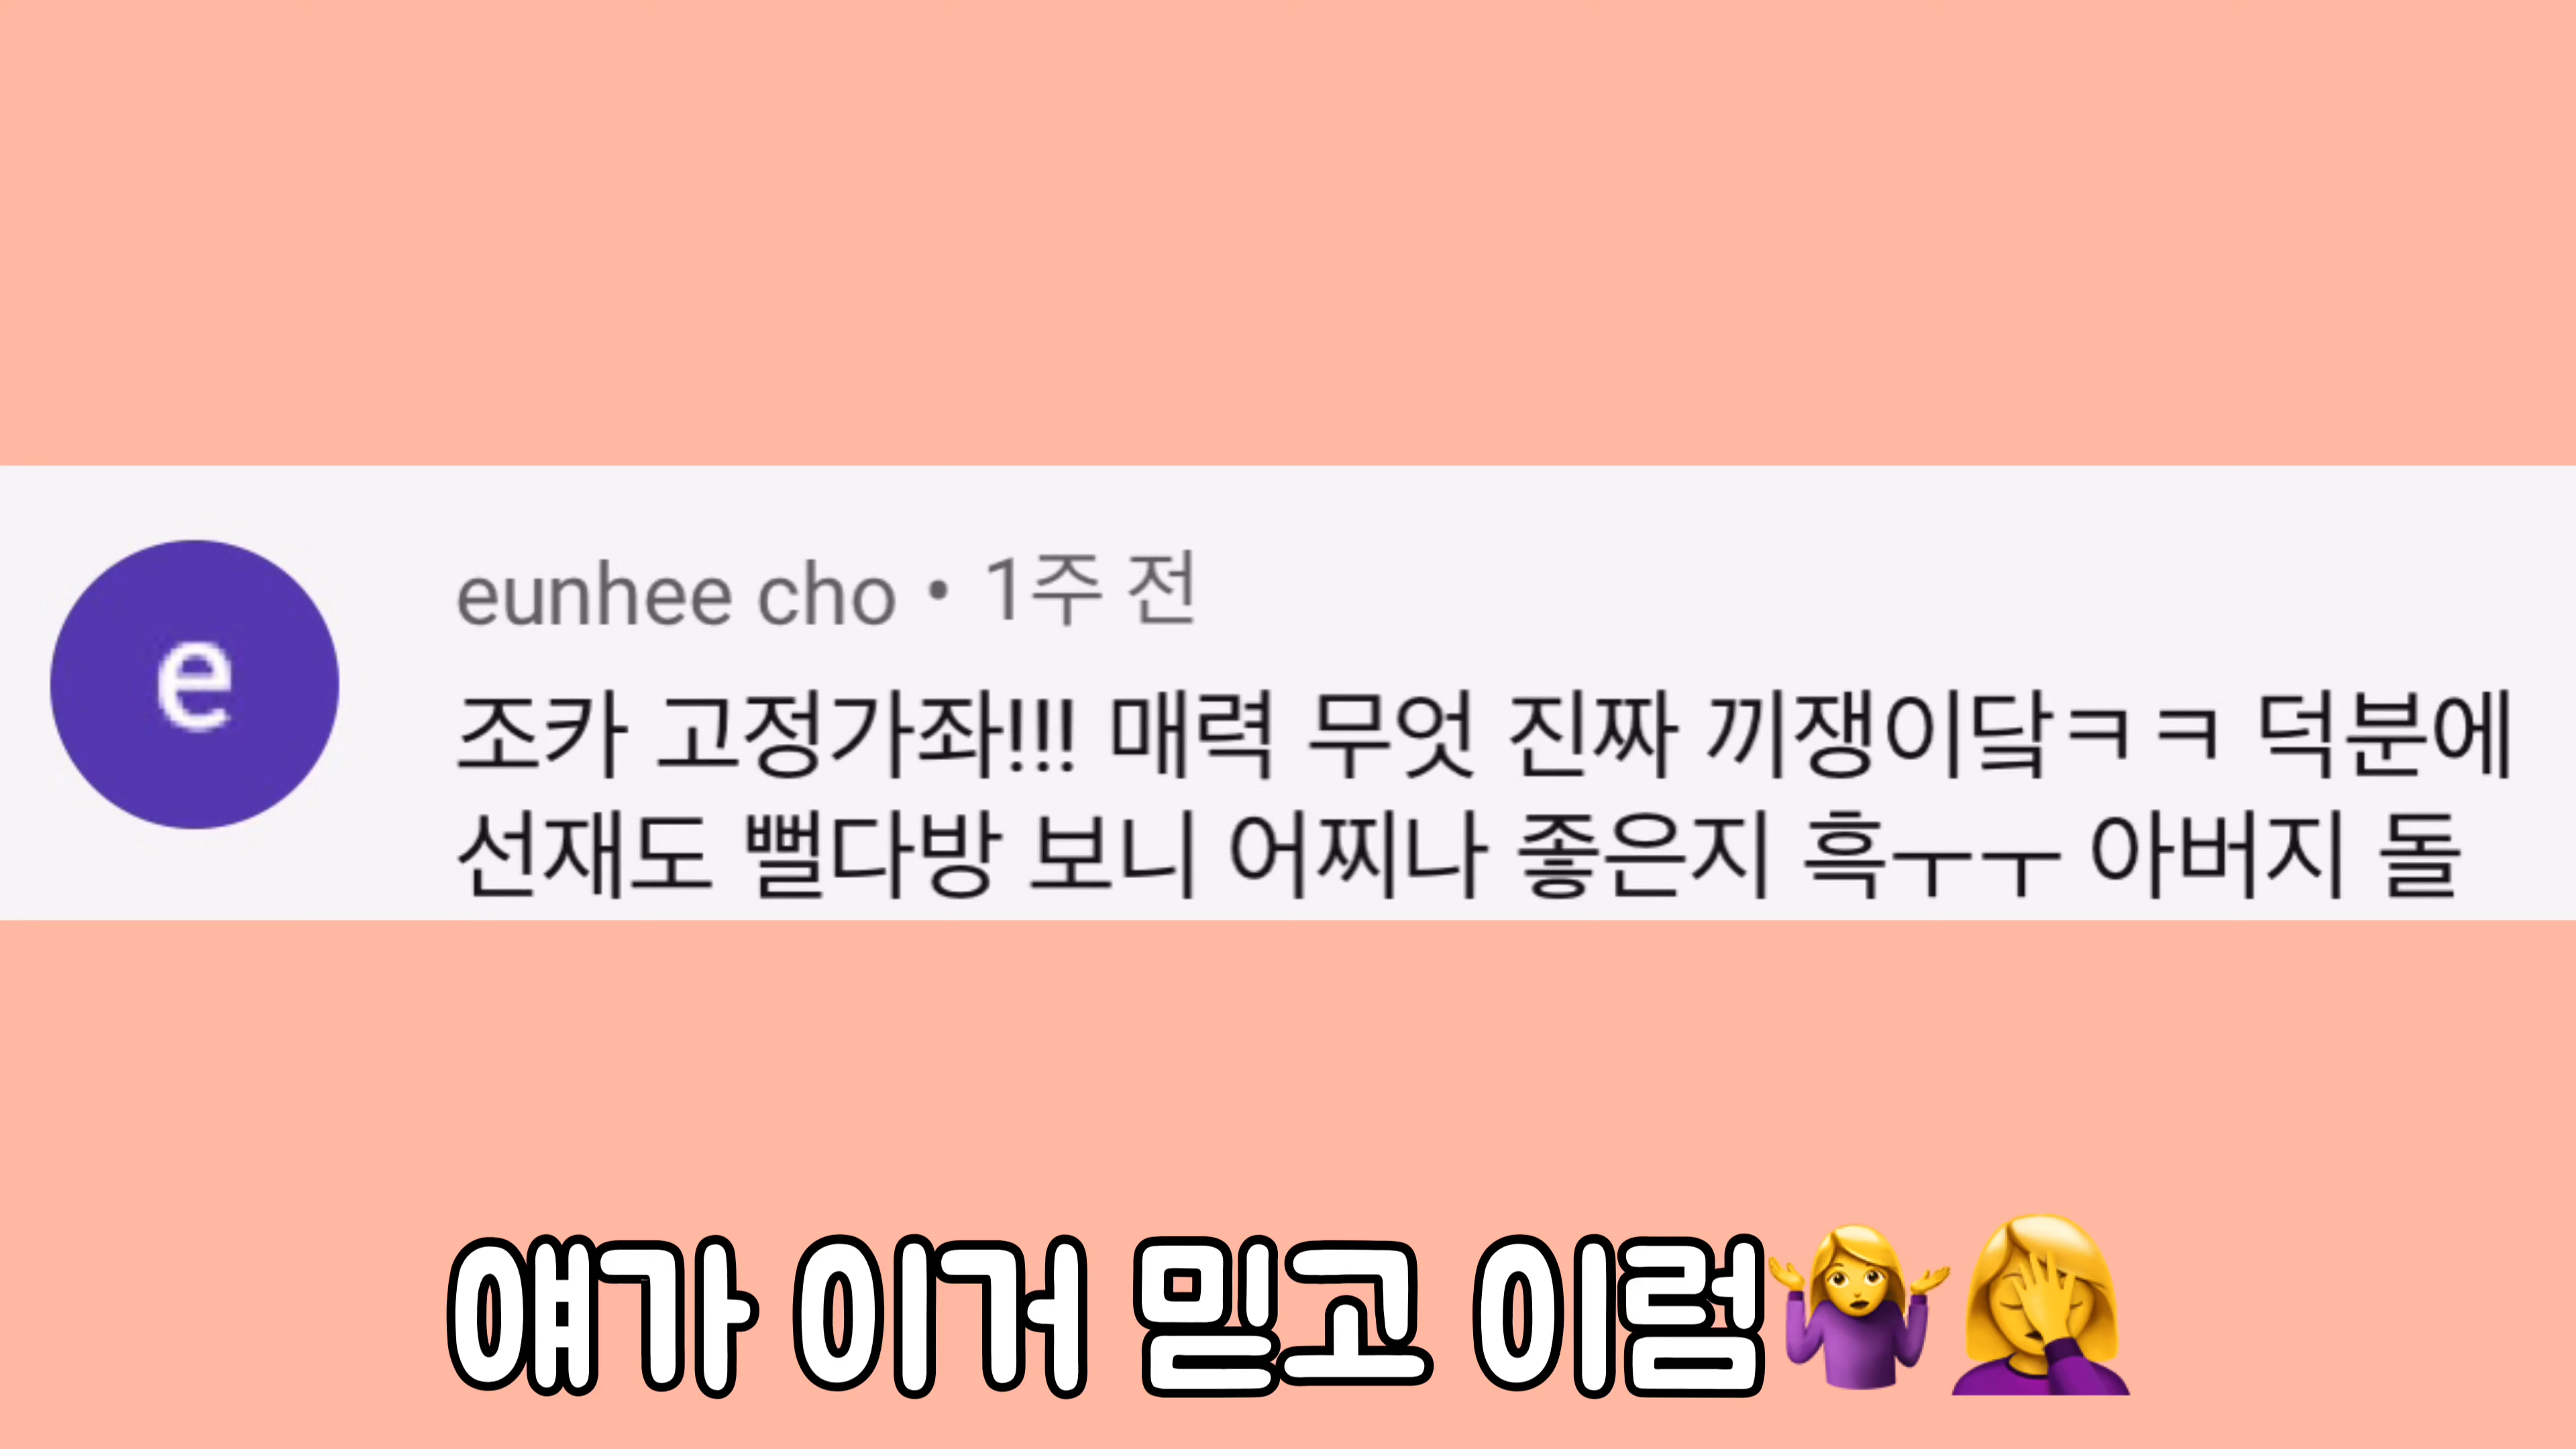 e
eunhee cho • 1주 전
조카 고정가좌!!! 매력 무엇 진짜 끼쟁이닼ㅋㅋ 덕분에
선재도 뻘다방 보니 어찌나 좋은지 흑ㅜㅜ 아버지 돌
얘가 이거 믿고 이럼🤷‍♀️🤦‍♀️